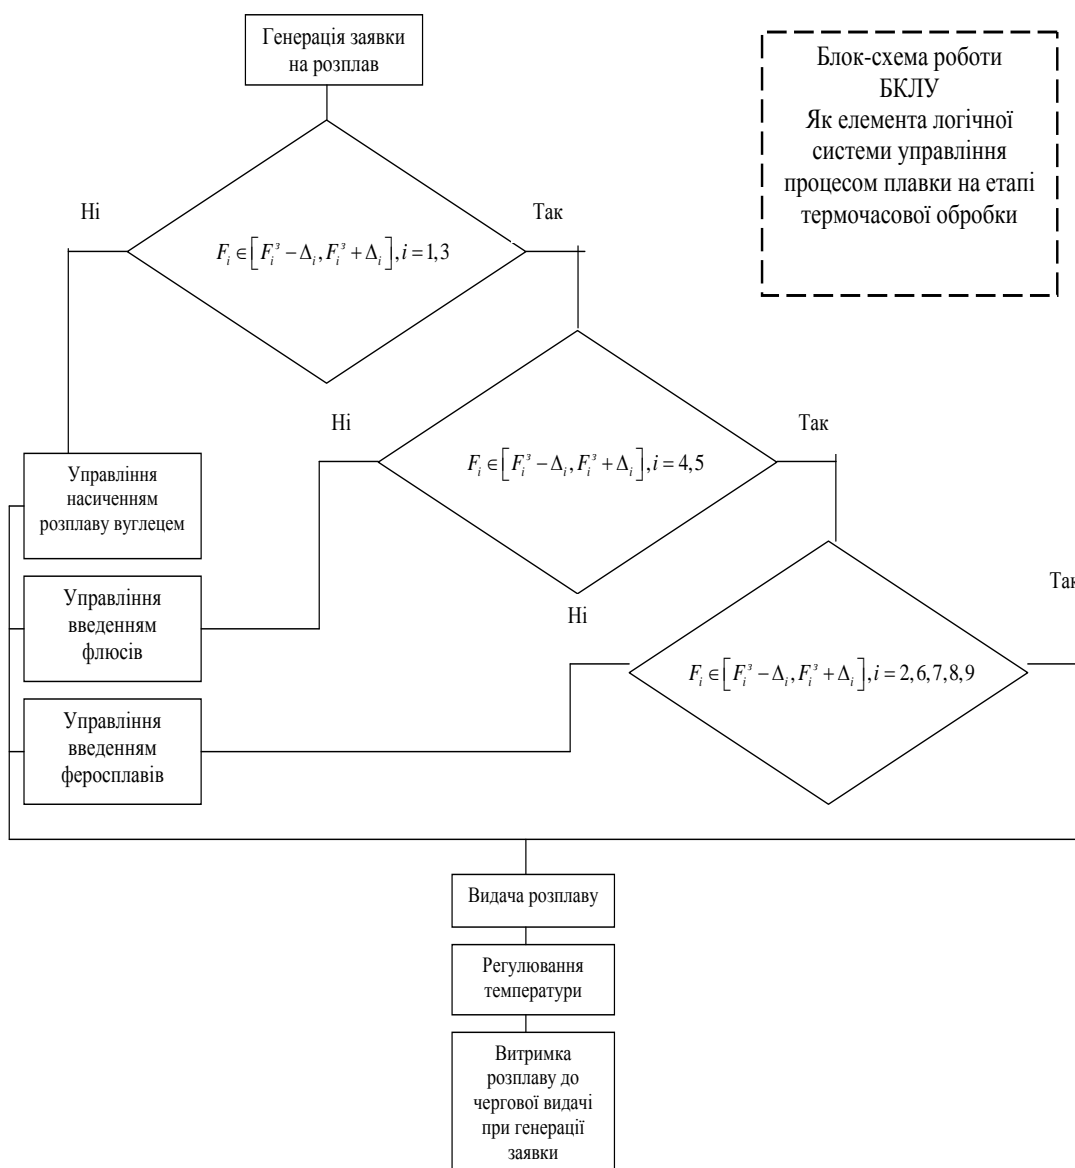 Генерація заявки
на розплав
Блок-схема роботи
БКЛУ
Як елемента логічної
системи управління
процесом плавки на етапі
термочасової обробки
Ні
Так
F_i ∈ [F_i^з − Δ_i, F_i^з + Δ_i], i = 1,3
Ні
Так
F_i ∈ [F_i^з − Δ_i, F_i^з + Δ_i], i = 4,5
Управління
насиченням
розплаву вуглецем
Управління
введенням
флюсів
Ні
Так
F_i ∈ [F_i^з − Δ_i, F_i^з + Δ_i], i = 2,6,7,8,9
Управління
введенням
феросплавів
Видача розплаву
Регулювання
температури
Витримка
розплаву до
чергової видачі
при генерації
заявки